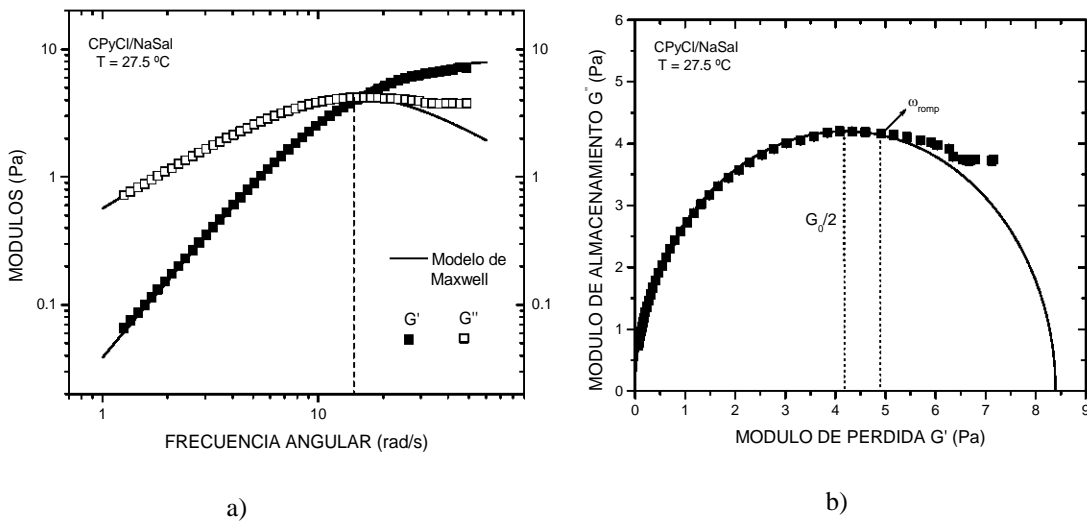 CPyCl/NaSal
T = 27.5 ºC
10
10
1
1
0.1
0.1
MODULOS (Pa)
Modelo de
Maxwell
G' G''
1 10
FRECUENCIA ANGULAR (rad/s)
a)
CPyCl/NaSal
T = 27.5 ºC
6
5
4
3
2
1
0
MODULO DE ALMACENAMIENTO G" (Pa)
ω romp
G0/2
0 1 2 3 4 5 6 7 8 9
MODULO DE PERDIDA G' (Pa)
b)